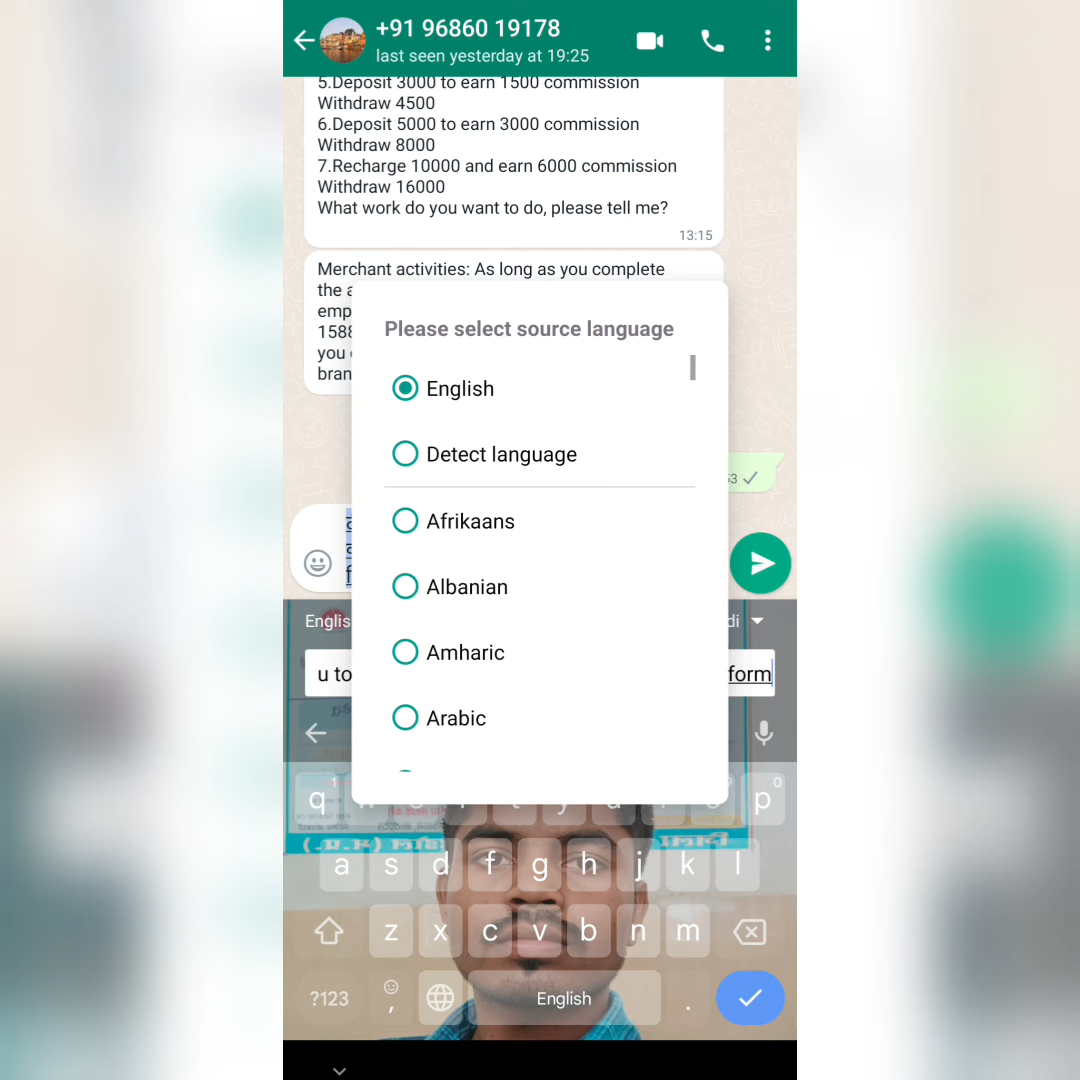 +91 96860 19178
last seen yesterday at 19:25
5.Deposit 3000 to earn 1500 commission
Withdraw 4500
6.Deposit 5000 to earn 3000 commission
Withdraw 8000
7.Recharge 10000 and earn 6000 commission
Withdraw 16000
What work do you want to do, please tell me?
13:15
Merchant activities: As long as you complete
the
you
Please select source language
English
Detect language
Afrikaans
Albanian
Amharic
Arabic
u to
form
q p
1 0
a s d f g h j k l
z x c v b n m
?123 , English .